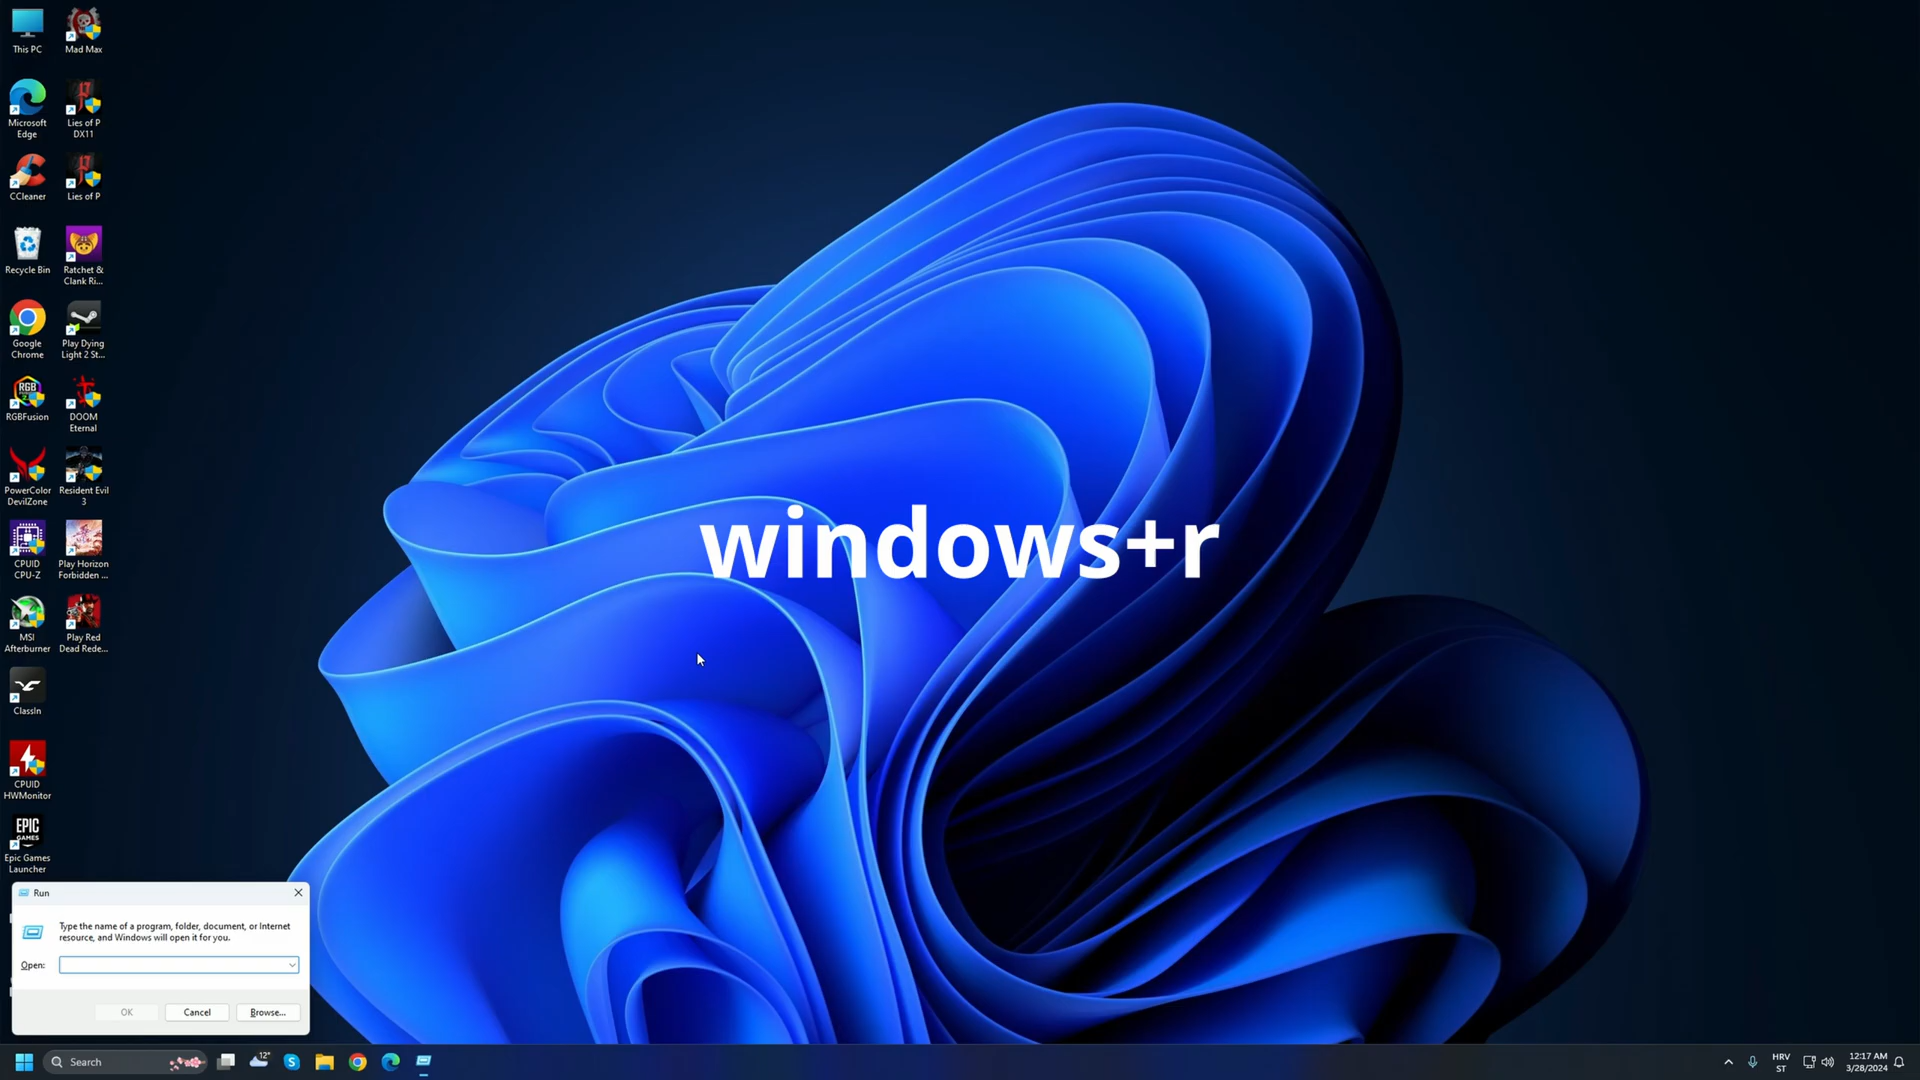 This PC
Mad Max
Microsoft
Edge
Lies of P
DX11
CCleaner
Lies of P
Recycle Bin
Ratchet &
Clank Ri...
Google
Chrome
Play Dying
Light 2 St...
RGB
RGBFusion
DOOM
Eternal
PowerColor
DevilZone
Resident Evil
3
CPUID
CPU-Z
Play Horizon
Forbidden ...
MSI
Afterburner
Play Red
Dead Rede...
ClassIn
CPUID
HWMonitor
EPIC
GAMES
Epic Games
Launcher
windows+r
Run
Type the name of a program, folder, document, or Internet
resource, and Windows will open it for you.
Open:
OK
Cancel
Browse...
Search
12°
HRV
ST
12:17 AM
3/28/2024